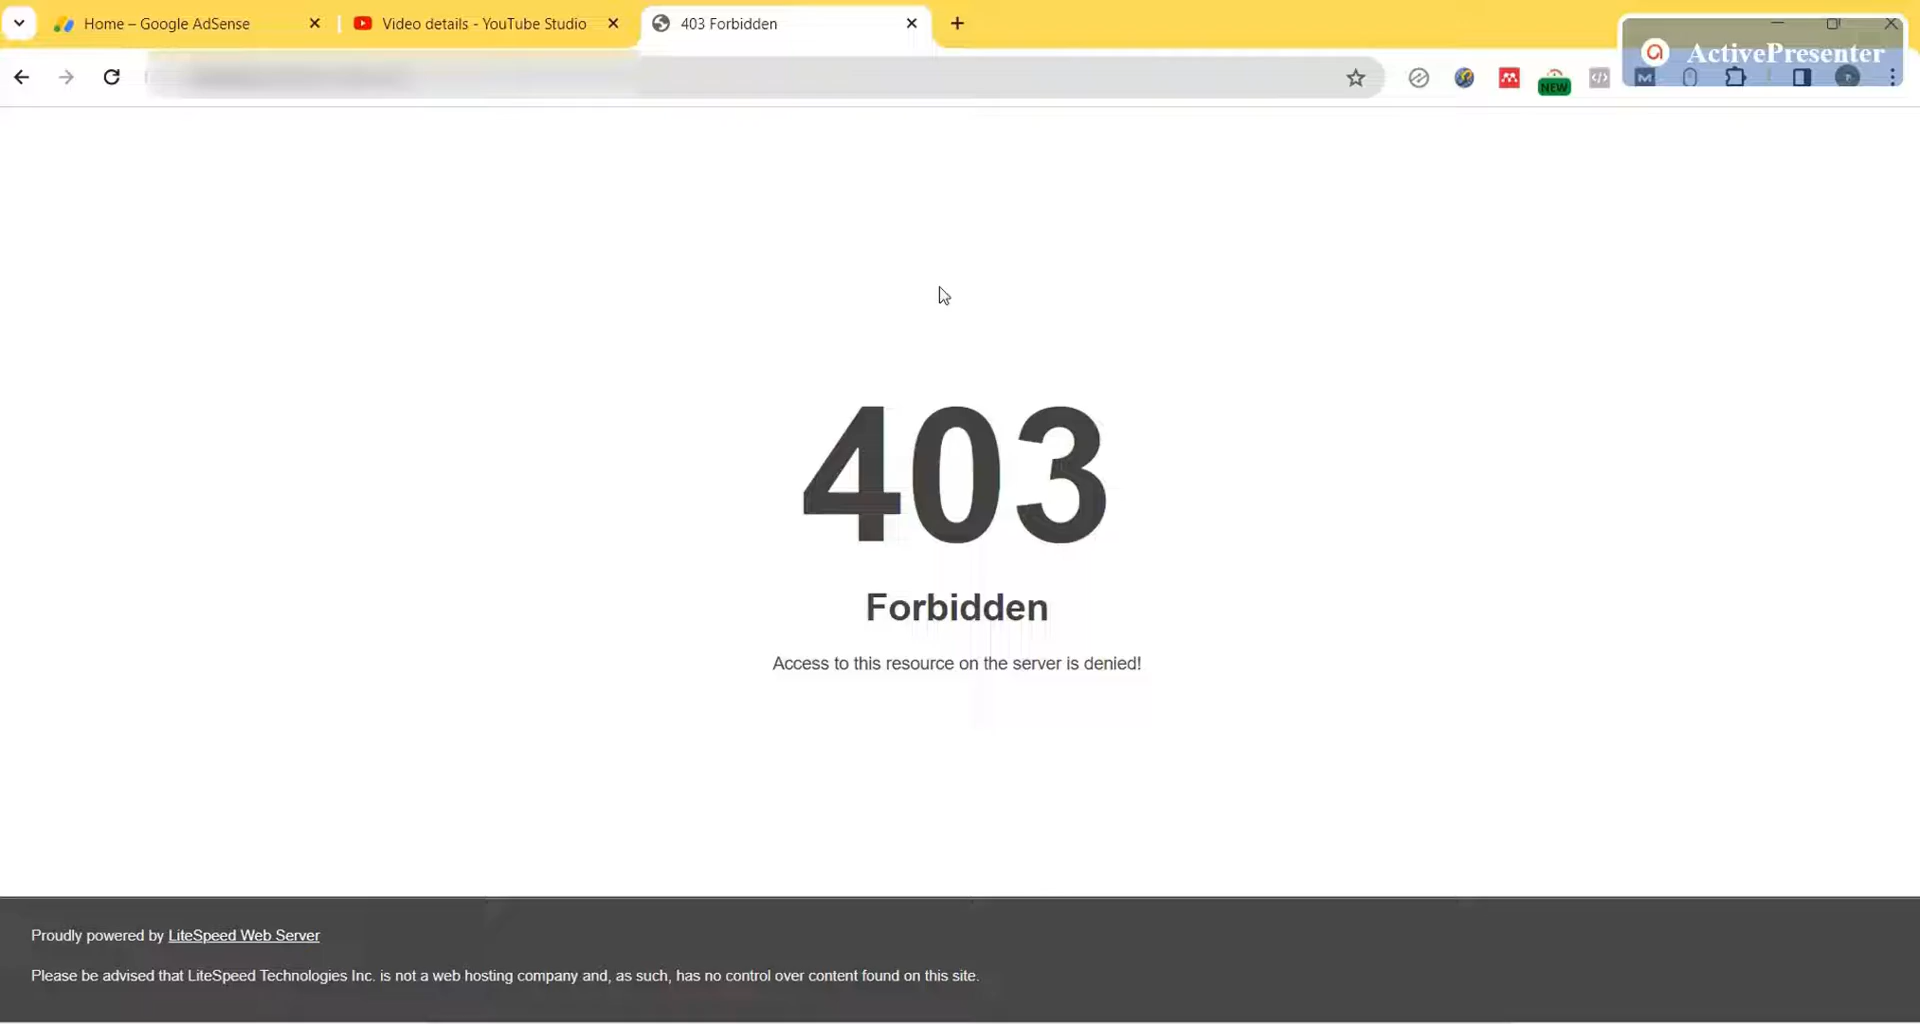 Home – Google AdSense
Video details - YouTube Studio
403 Forbidden
ActivePresenter
NEW
403
Forbidden
Access to this resource on the server is denied!
Proudly powered by LiteSpeed Web Server
Please be advised that LiteSpeed Technologies Inc. is not a web hosting company and, as such, has no control over content found on this site.